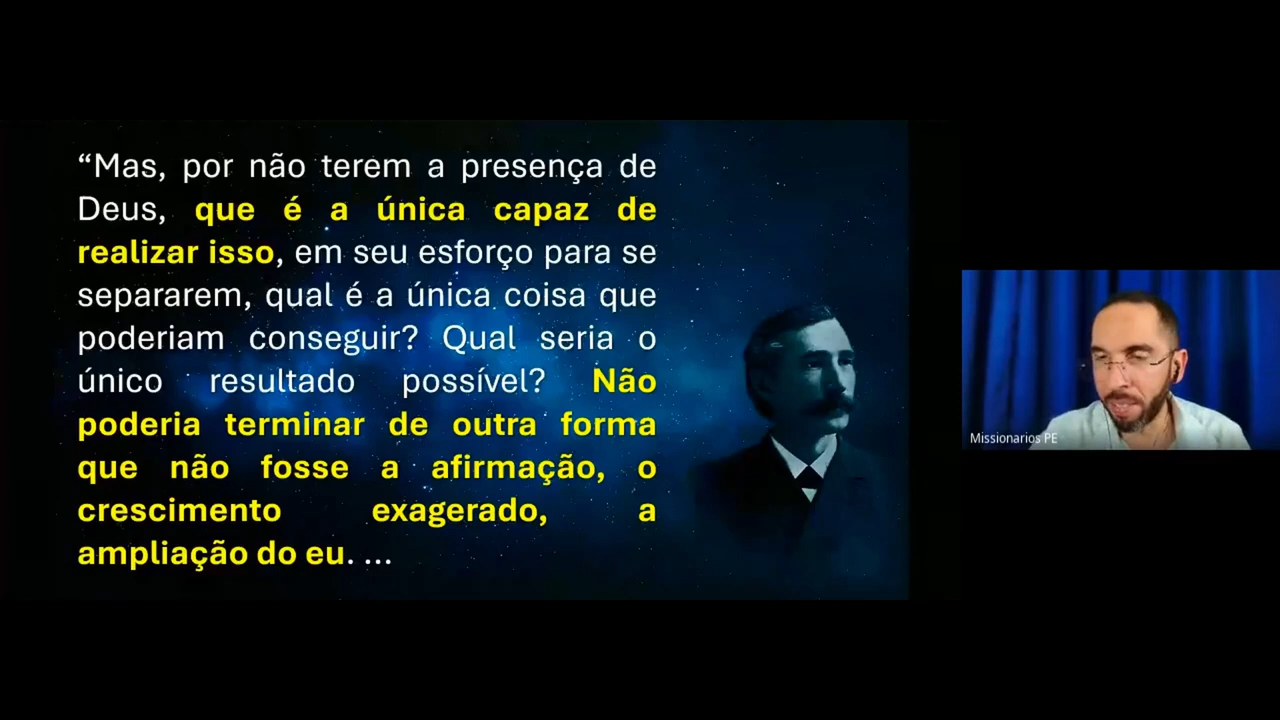 “Mas, por não terem a presença de
Deus, que é a única capaz de
realizar isso, em seu esforço para se
separarem, qual é a única coisa que
poderiam conseguir? Qual seria o
único resultado possível? Não
poderia terminar de outra forma
que não fosse a afirmação, o
crescimento exagerado, a
ampliação do eu. ...
Missionarios PE